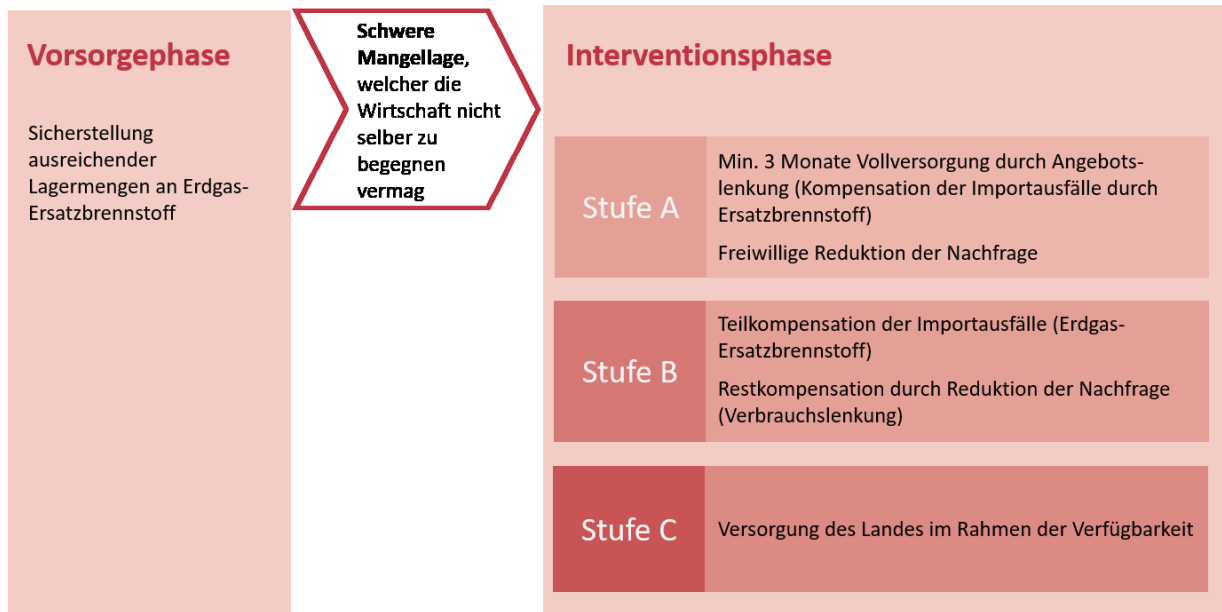 Vorsorgephase
Sicherstellung
ausreichender
Lagermengen an Erdgas-
Ersatzbrennstoff
Schwere
Mangellage,
welcher die
Wirtschaft nicht
selber zu
begegnen
vermag
Interventionsphase
Stufe A
Min. 3 Monate Vollversorgung durch Angebots-
lenkung (Kompensation der Importausfälle durch
Ersatzbrennstoff)
Freiwillige Reduktion der Nachfrage
Stufe B
Teilkompensation der Importausfälle (Erdgas-
Ersatzbrennstoff)
Restkompensation durch Reduktion der Nachfrage
(Verbrauchslenkung)
Stufe C
Versorgung des Landes im Rahmen der Verfügbarkeit